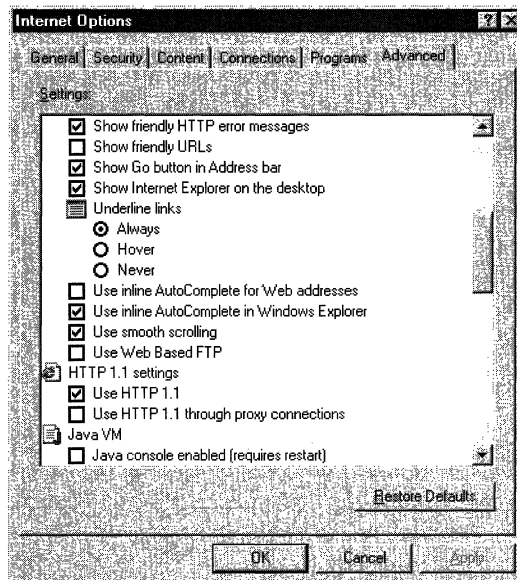 Internet Options
General Security Content Connections Programs Advanced
Settings:
Show friendly HTTP error messages
Show friendly URLs
Show Go button in Address bar
Show Internet Explorer on the desktop
Underline links
Always
Hover
Never
Use inline AutoComplete for Web addresses
Use inline AutoComplete in Windows Explorer
Use smooth scrolling
Use Web Based FTP
HTTP 1.1 settings
Use HTTP 1.1
Use HTTP 1.1 through proxy connections
Java VM
Java console enabled (requires restart)
Restore Defaults
OK Cancel Apply